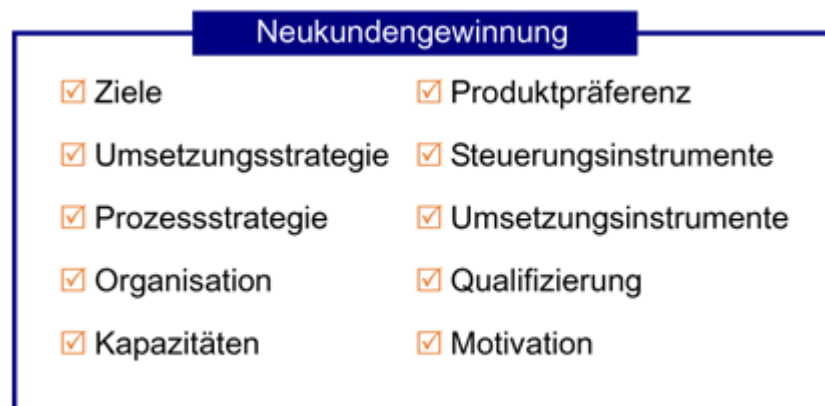 Neukundengewinnung
Ziele
Umsetzungsstrategie
Prozessstrategie
Organisation
Kapazitäten
Produktpräferenz
Steuerungsinstrumente
Umsetzungsinstrumente
Qualifizierung
Motivation